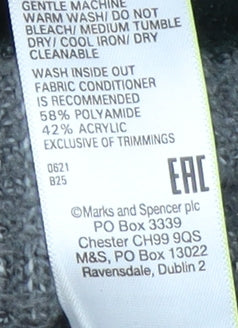 GENTLE MACHINE
WARM WASH/ DO NOT
BLEACH/ MEDIUM TUMBLE
DRY/ COOL IRON/ DRY
CLEANABLE
WASH INSIDE OUT
FABRIC CONDITIONER
IS RECOMMENDED
58% POLYAMIDE
42% ACRYLIC
EXCLUSIVE OF TRIMMINGS
0621
B25
EAC
©Marks and Spencer plc
PO Box 3339
Chester CH99 9QS
M&S, PO Box 13022
Ravensdale, Dublin 2